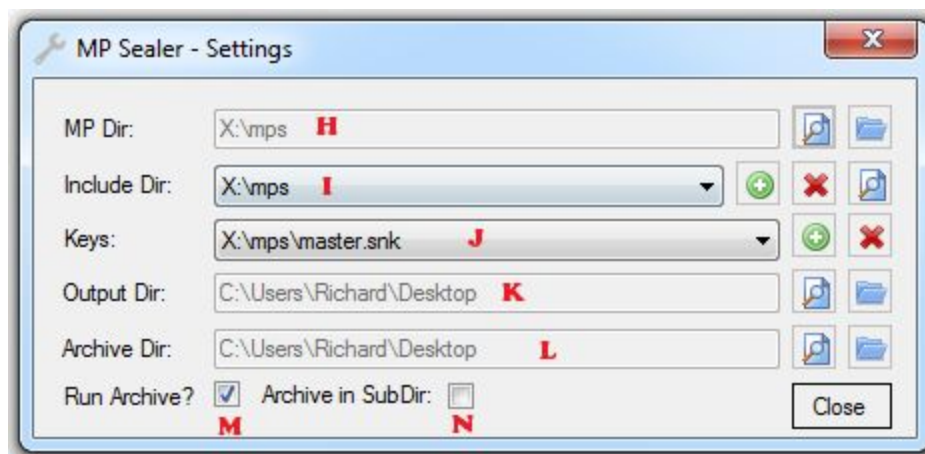 MP Sealer - Settings
MP Dir: X:\mps H
Include Dir: X:\mps I
Keys: X:\mps\master.snk J
Output Dir: C:\Users\Richard\Desktop K
Archive Dir: C:\Users\Richard\Desktop L
Run Archive? Archive in SubDir: Close
M N